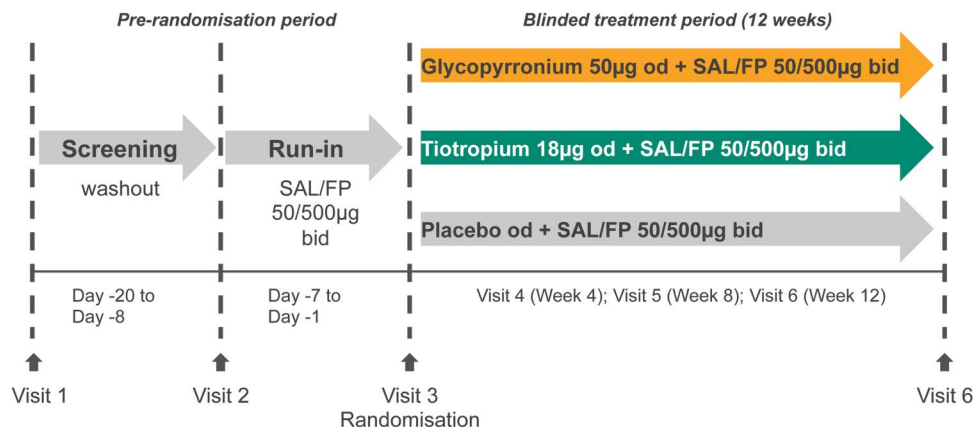 Pre-randomisation period
Blinded treatment period (12 weeks)
Glycopyrronium 50µg od + SAL/FP 50/500µg bid
Screening
Run-in
Tiotropium 18µg od + SAL/FP 50/500µg bid
washout
SAL/FP
50/500µg
bid
Placebo od + SAL/FP 50/500µg bid
Day -20 to
Day -8
Day -7 to
Day -1
Visit 4 (Week 4); Visit 5 (Week 8); Visit 6 (Week 12)
Visit 1
Visit 2
Visit 3
Randomisation
Visit 6